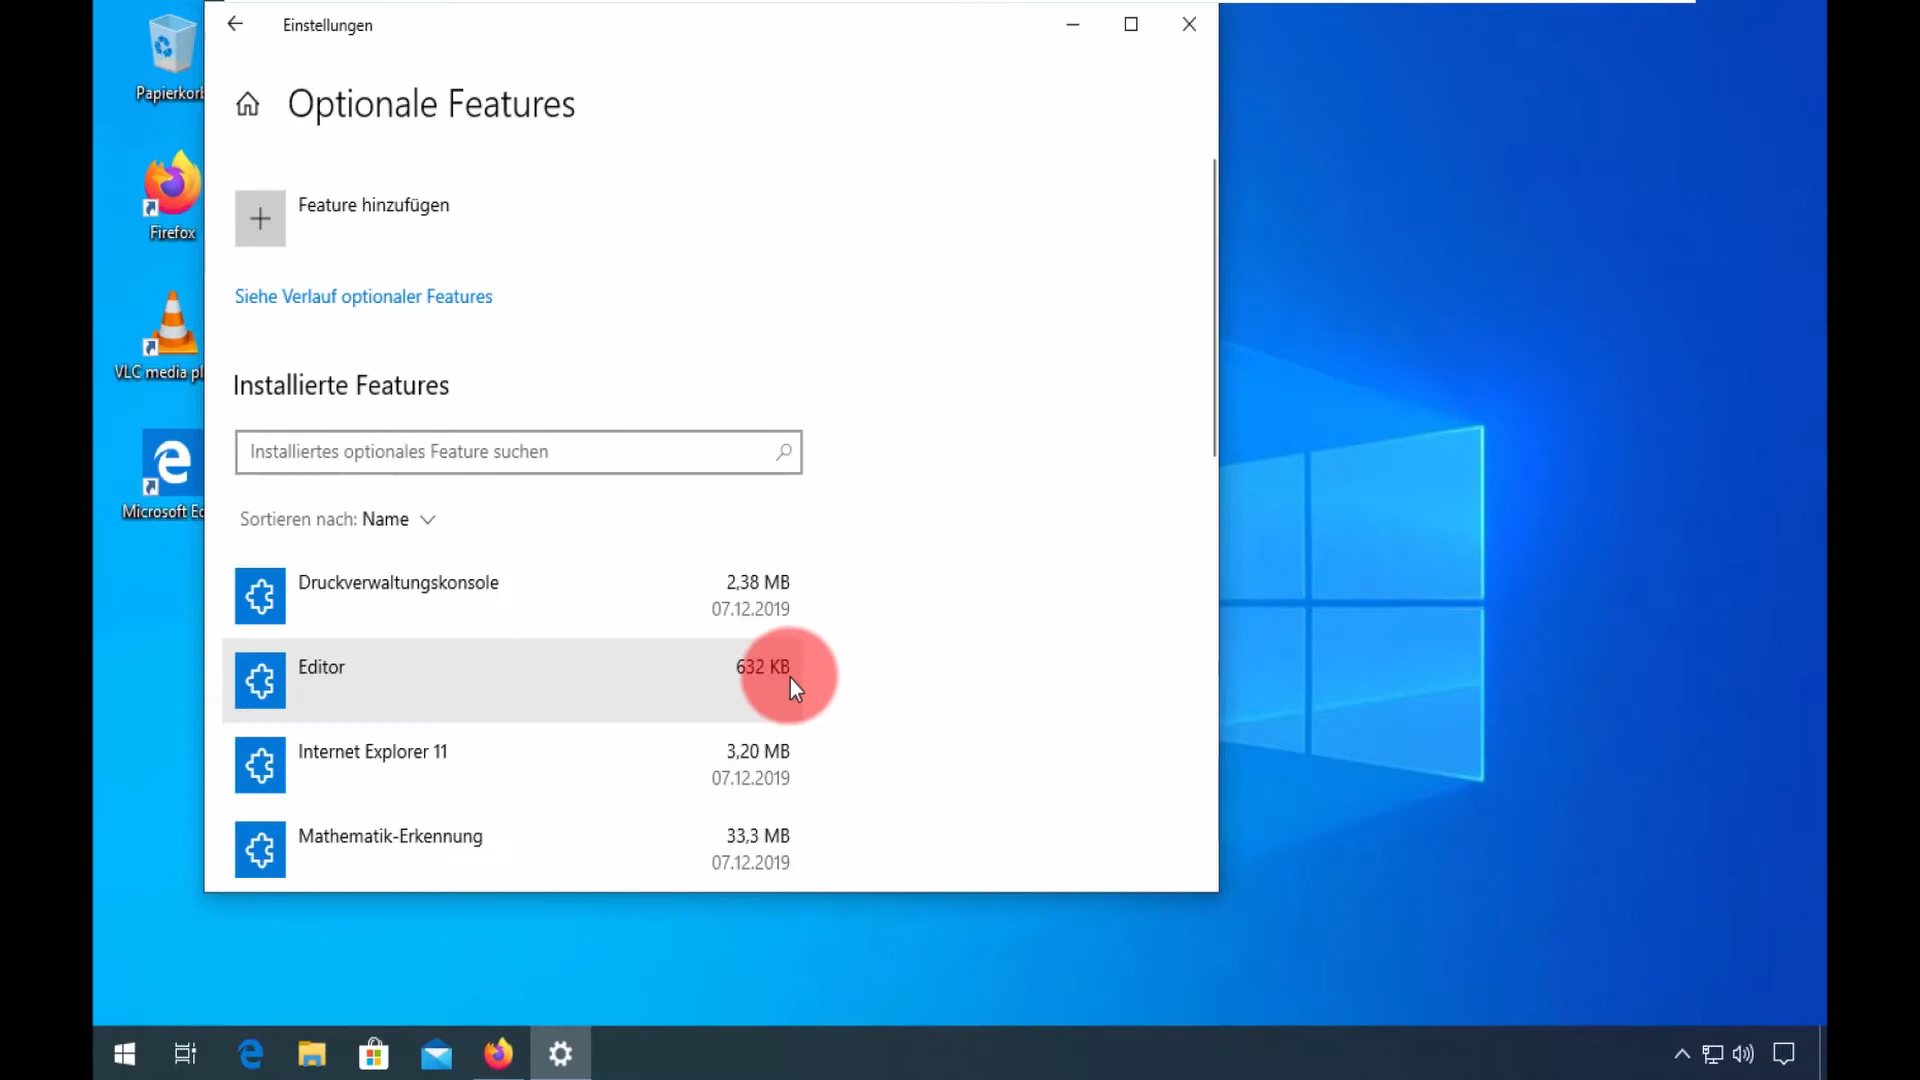 Einstellungen
Papierkorb
Optionale Features
Feature hinzufügen
Firefox
Siehe Verlauf optionaler Features
VLC media pl
Installierte Features
Installiertes optionales Feature suchen
Microsoft Ed
Sortieren nach: Name
Druckverwaltungskonsole 2,38 MB
07.12.2019
Editor 632 KB
Internet Explorer 11 3,20 MB
07.12.2019
Mathematik-Erkennung 33,3 MB
07.12.2019